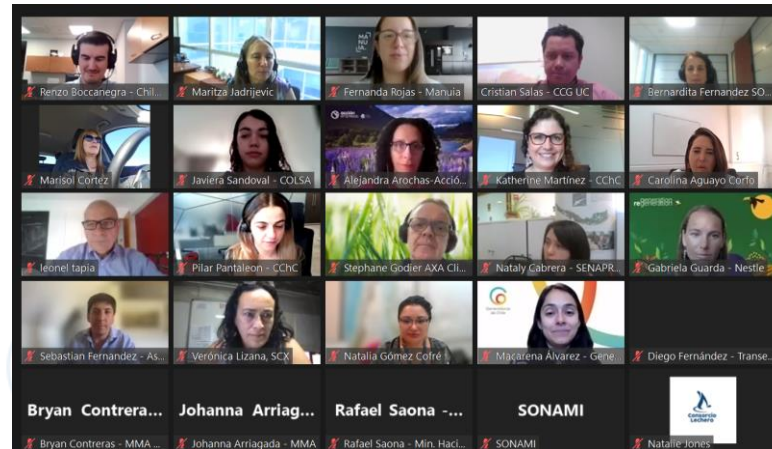 MA
NU
IA
Renzo Boccanegra - Chil...
Maritza Jadrijevic
Fernanda Rojas - Manuia
Cristian Salas - CCG UC
Bernardita Fernandez SO...
Marisol Cortez
Javiera Sandoval - COLSA
Alejandra Arochas-Acció...
Katherine Martínez - CChC
Carolina Aguayo Corfo
generation
regeneration
leonel tapia
Pilar Pantaleon - CChC
Stephane Godier AXA Cli...
Nataly Cabrera - SENAPR...
Gabriela Guarda - Nestle
Sebastian Fernandez - As...
Verónica Lizana, SCX
Natalia Gómez Cofré
Macarena Álvarez - Gene...
Diego Fernández - Transe...
Bryan Contrera...
Johanna Arriag...
Rafael Saona -...
SONAMI
Consorcio
Lechero
Bryan Contreras - MMA ...
Johanna Arriagada - MMA
Rafael Saona - Min. Haci...
SONAMI
Natalie Jones